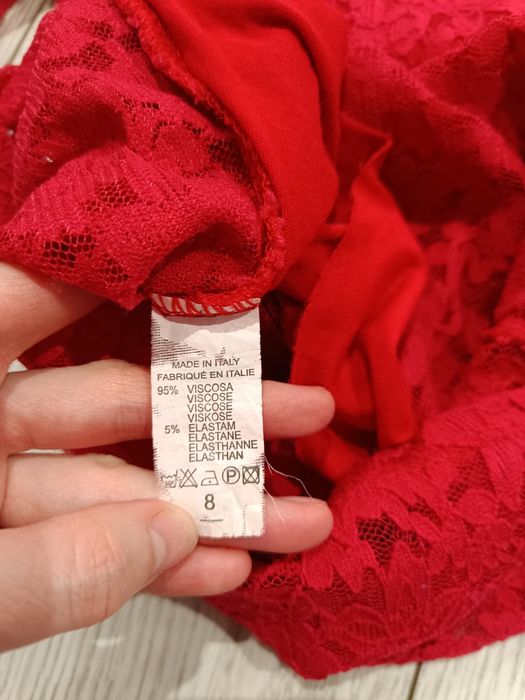 MADE IN ITALY
FABRIQUÉ EN ITALIE
95% VISCOSA
VISCOSE
VISCOSE
VISKOSE
5% ELASTAM
ELASTANE
ELASTHANNE
ELASTHAN
P
8